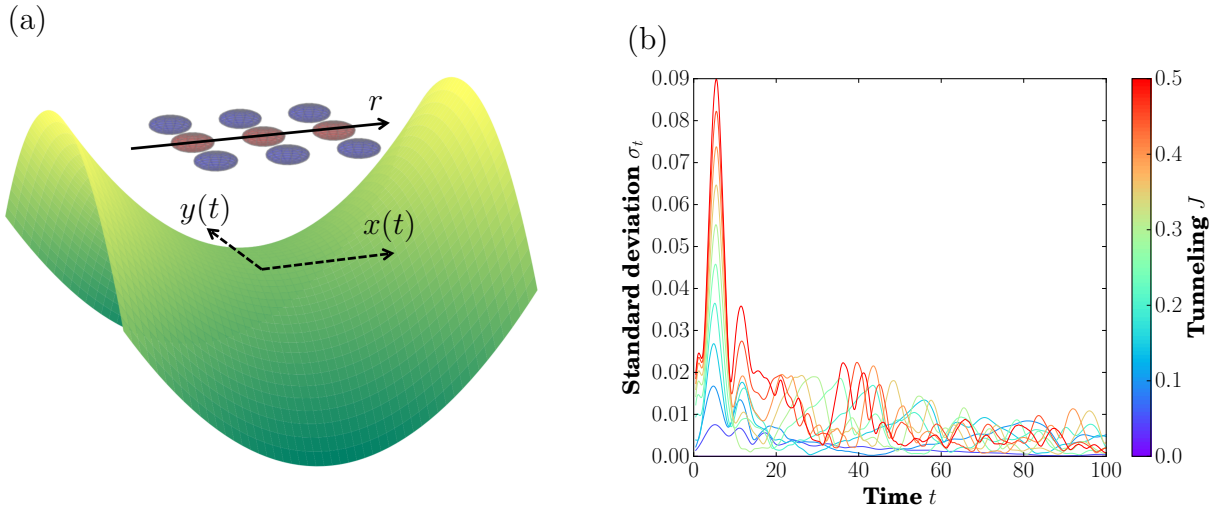 (a)
r
y(t)
x(t)
(b)
Standard deviation σ_t
0.09
0.08
0.07
0.06
0.05
0.04
0.03
0.02
0.01
0.00
0 20 40 60 80 100
Time t
0.5
0.4
0.3
0.2
0.1
0.0
Tunneling J